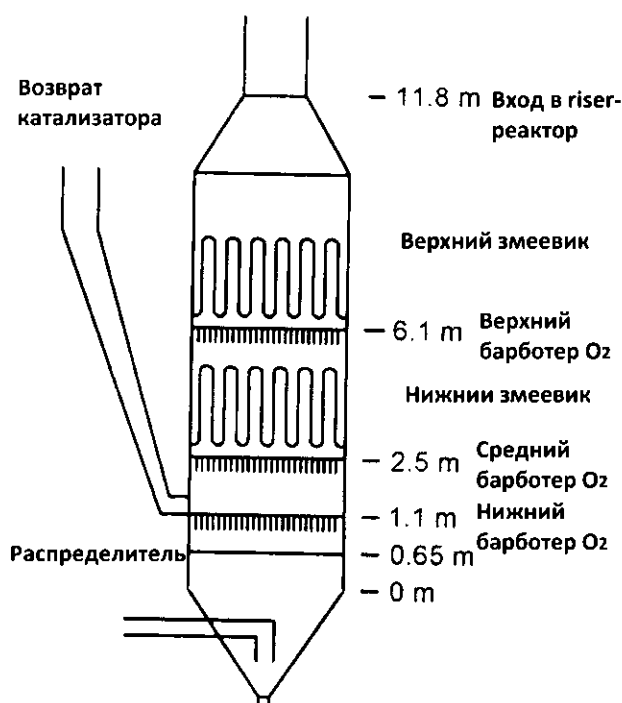 Возврат
катализатора
– 11.8 m Вход в riser-
реактор
Верхний змеевик
– 6.1 m Верхний
барботер O₂
Нижнии змеевик
– 2.5 m Средний
барботер O₂
– 1.1 m Нижний
барботер O₂
Распределитель
– 0.65 m
– 0 m